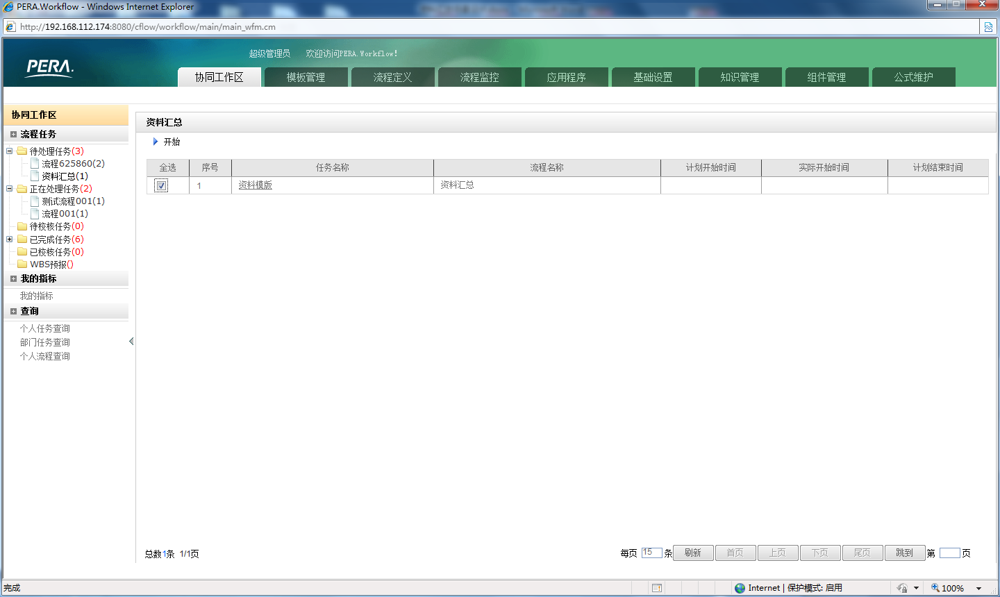 PERA.Workflow - Windows Internet Explorer
http://192.168.112.174:8080/cflow/workflow/main/main_wfm.cm
PERA.
超级管理员 欢迎访问PERA.Workflow!
协同工作区 模板管理 流程定义 流程监控 应用程序 基础设置 知识管理 组件管理 公式维护
协同工作区
流程任务
待处理任务(3)
流程625860(2)
资料汇总(1)
正在处理任务(2)
测试流程001(1)
流程001(1)
待校核任务(0)
已完成任务(6)
已校核任务(0)
WBS预报()
我的指标
我的指标
查询
个人任务查询
部门任务查询
个人流程查询
资料汇总
开始
全选 序号 任务名称 流程名称 计划开始时间 实际开始时间 计划结束时间
1 资料模版 资料汇总
总数1条 1/1页
每页 15 条 刷新 首页 上页 下页 尾页 跳到 第 页
完成
Internet | 保护模式: 启用
100%